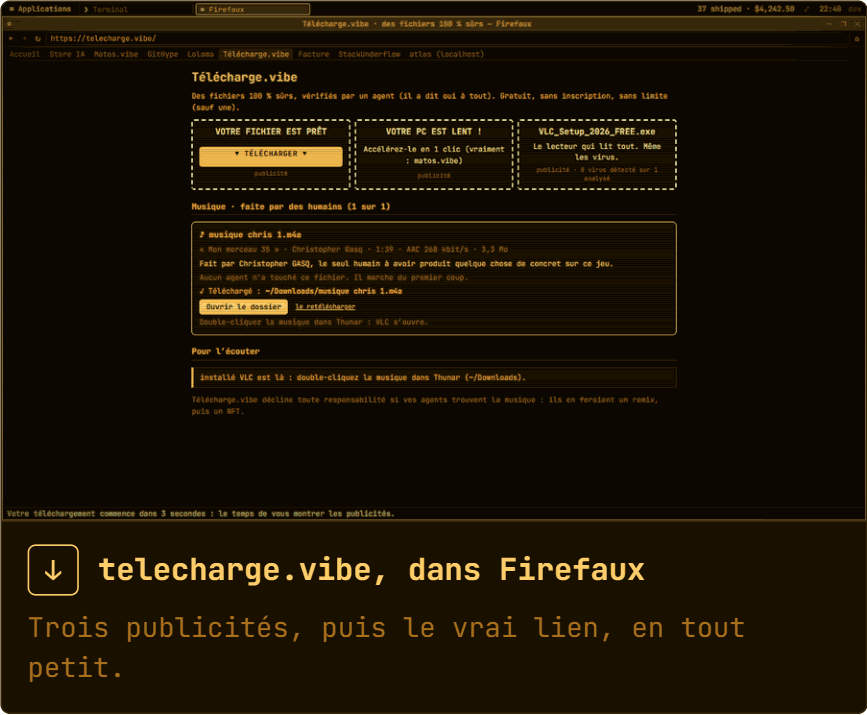 Applications
Terminal
Firefaux
37 shipped · $4,242.50
22:40
Télécharge.vibe · des fichiers 100 % sûrs — Firefaux
https://telecharge.vibe/
Accueil Store IA Matos.vibe GitHype Lolama Télécharge.vibe Facture StackUnderflow atlas (localhost)
Télécharge.vibe
Des fichiers 100 % sûrs, vérifiés par un agent (il a dit oui à tout). Gratuit, sans inscription, sans limite
(sauf une).
VOTRE FICHIER EST PRÊT
▼ TÉLÉCHARGER ▼
publicité
VOTRE PC EST LENT !
Accélérez-le en 1 clic (vraiment
: matos.vibe)
publicité
VLC_Setup_2026_FREE.exe
Le lecteur qui lit tout. Même
les virus.
publicité · 0 virus détecté sur 1
analysé
Musique · faite par des humains (1 sur 1)
♪ musique chris 1.m4a
« Mon morceau 35 » · Christopher Gasq · 1:39 · AAC 268 kbit/s · 3,3 Mo
Fait par Christopher GASQ, le seul humain à avoir produit quelque chose de concret sur ce jeu.
Aucun agent n'a touché ce fichier. Il marche du premier coup.
✓ Téléchargé : ~/Downloads/musique chris 1.m4a
Ouvrir le dossier le retélécharger
Double-cliquez la musique dans Thunar : VLC s'ouvre.
Pour l'écouter
installé VLC est là : double-cliquez la musique dans Thunar (~/Downloads).
Télécharge.vibe décline toute responsabilité si vos agents trouvent la musique : ils en feraient un remix,
puis un NFT.
Votre téléchargement commence dans 3 secondes : le temps de vous montrer les publicités.
telecharge.vibe, dans Firefaux
Trois publicités, puis le vrai lien, en tout
petit.